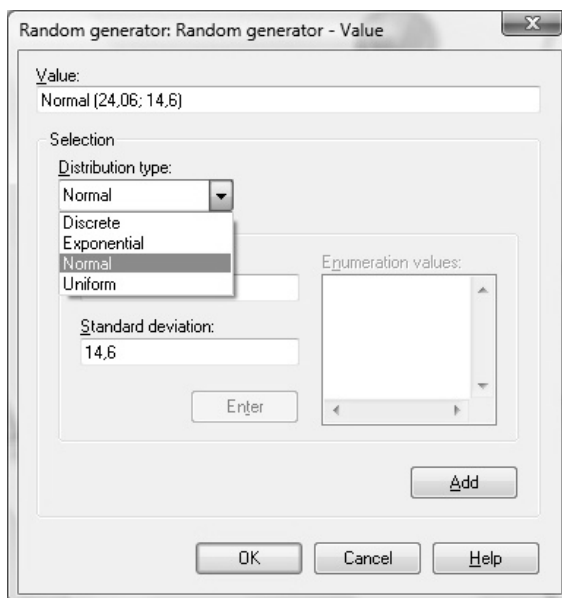 Random generator: Random generator - Value
Value:
Normal (24,06; 14,6)
Selection
Distribution type:
Normal
Discrete
Exponential
Normal
Uniform
Enumeration values:
Standard deviation:
14,6
Enter
Add
OK
Cancel
Help